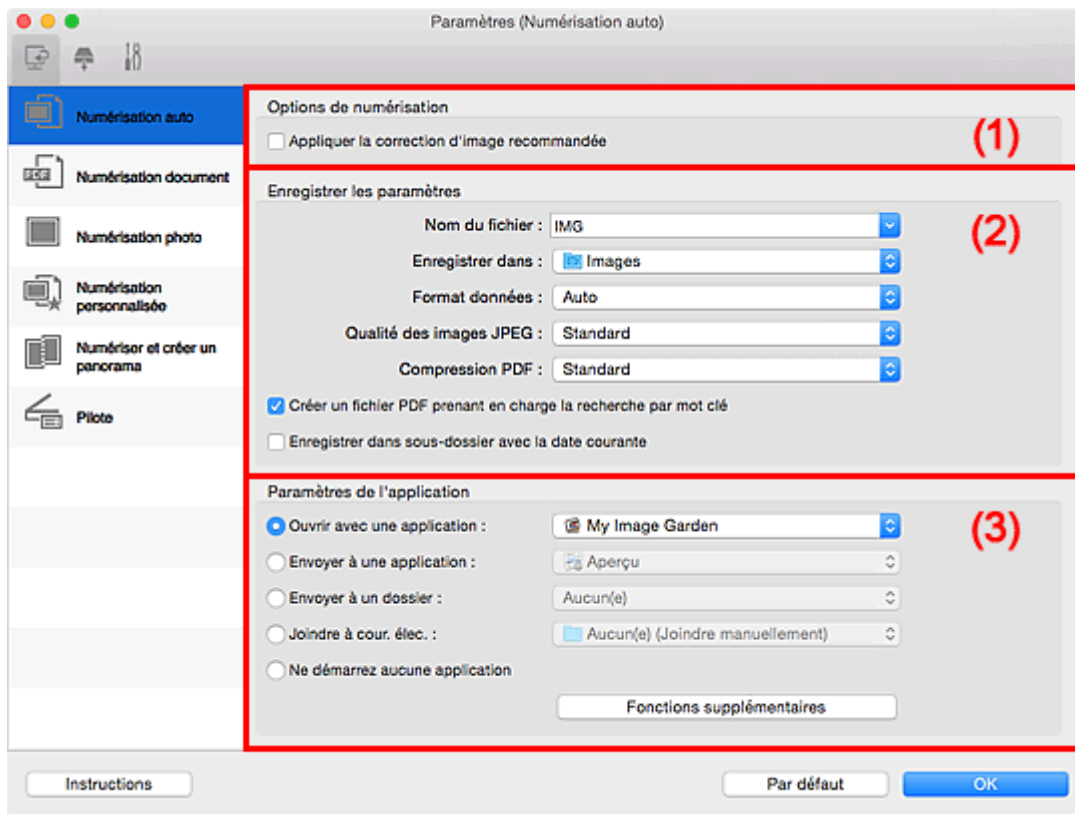 Paramètres (Numérisation auto)
Numérisation auto
Numérisation document
Numérisation photo
Numérisation
personnalisée
Numériser et créer un
panorama
Pilote
Options de numérisation
Appliquer la correction d'image recommandée
(1)
Enregistrer les paramètres
(2)
Nom du fichier : IMG
Enregistrer dans : Images
Format données : Auto
Qualité des images JPEG : Standard
Compression PDF : Standard
Créer un fichier PDF prenant en charge la recherche par mot clé
Enregistrer dans sous-dossier avec la date courante
Paramètres de l'application
(3)
Ouvrir avec une application : My Image Garden
Envoyer à une application : Aperçu
Envoyer à un dossier : Aucun(e)
Joindre à cour. élec. : Aucun(e) (Joindre manuellement)
Ne démarrez aucune application
Fonctions supplémentaires
Instructions
Par défaut
OK